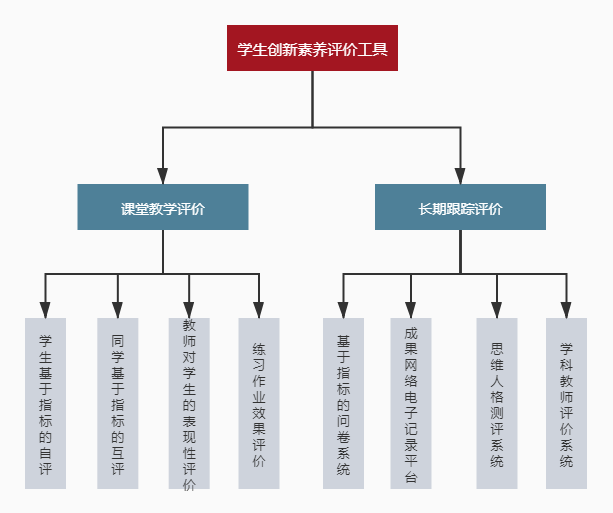 学生创新素养评价工具
课堂教学评价
长期跟踪评价
学生基于指标的自评
同学基于指标的互评
教师对学生的表现性评价
练习作业效果评价
基于指标的问卷系统
成果网络电子记录平台
思维人格测评系统
学科教师评价系统